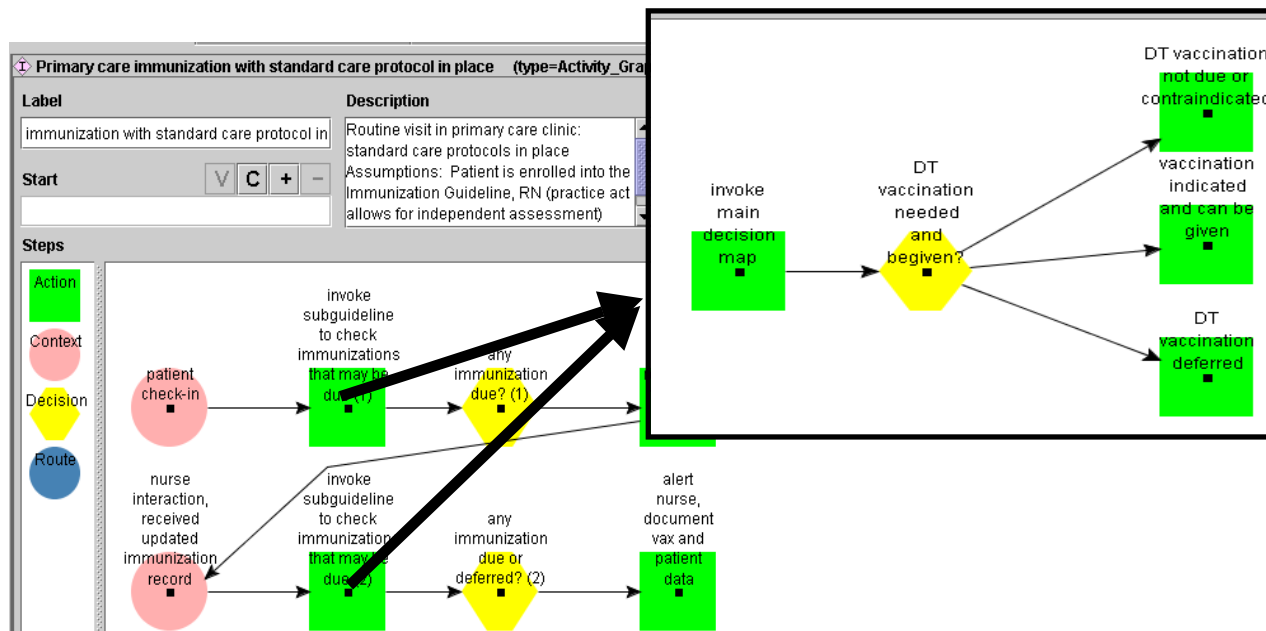 Primary care immunization with standard care protocol in place (type=Activity_Gra
Label
immunization with standard care protocol in
Start
V C + −
Description
Routine visit in primary care clinic:
standard care protocols in place
Assumptions: Patient is enrolled into the
Immunization Guideline, RN (practice act
allows for independent assessment)
Steps
Action
Context
Decision
Route
patient
check-in
invoke
subguideline
to check
immunizations
that may be
due (1)
any
immunization
due? (1)
nurse
interaction,
received
updated
immunization
record
invoke
subguideline
to check
immunization
that may be
due (2)
any
immunization
due or
deferred? (2)
alert
nurse,
document
vax and
patient
data
invoke
main
decision
map
DT
vaccination
needed
and
begiven?
DT vaccination
not due or
contraindicated
vaccination
indicated
and can be
given
DT
vaccination
deferred